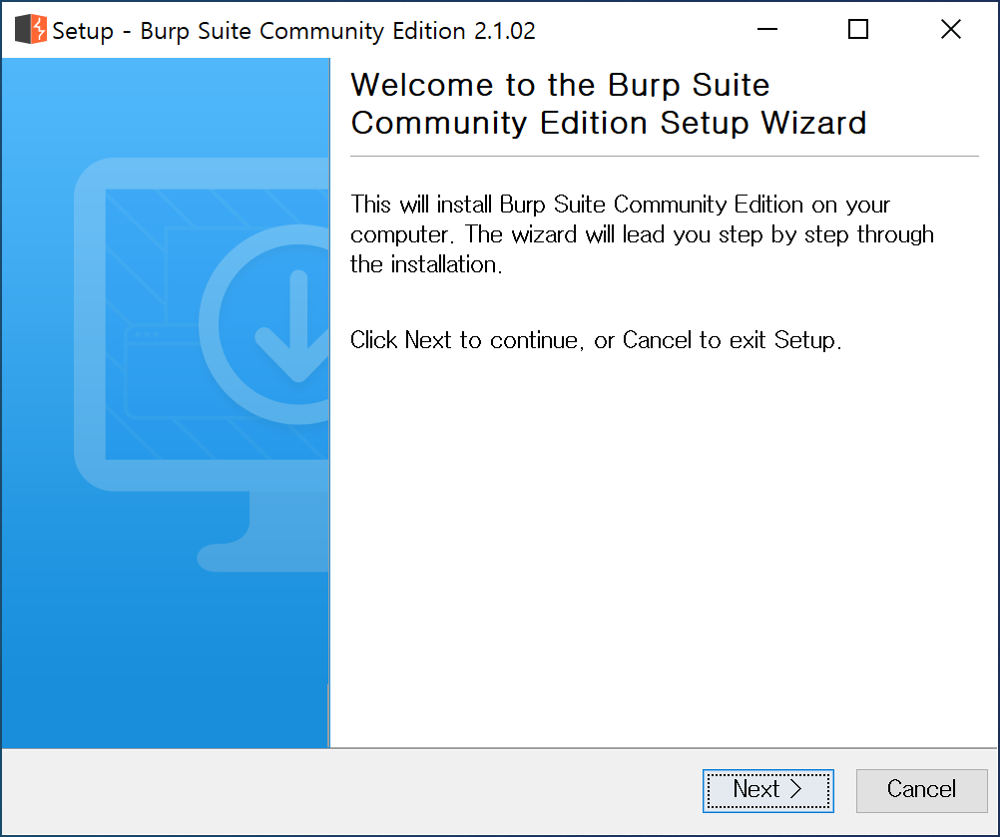 Setup - Burp Suite Community Edition 2.1.02
Welcome to the Burp Suite
Community Edition Setup Wizard
This will install Burp Suite Community Edition on your
computer. The wizard will lead you step by step through
the installation.
Click Next to continue, or Cancel to exit Setup.
Next >
Cancel